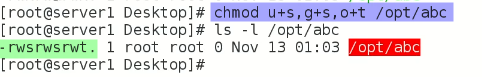 [root@server1 Desktop]# chmod u+s,g+s,o+t /opt/abc
[root@server1 Desktop]# ls -l /opt/abc
-rwsrwsrwt. 1 root root 0 Nov 13 01:03 /opt/abc
[root@server1 Desktop]#